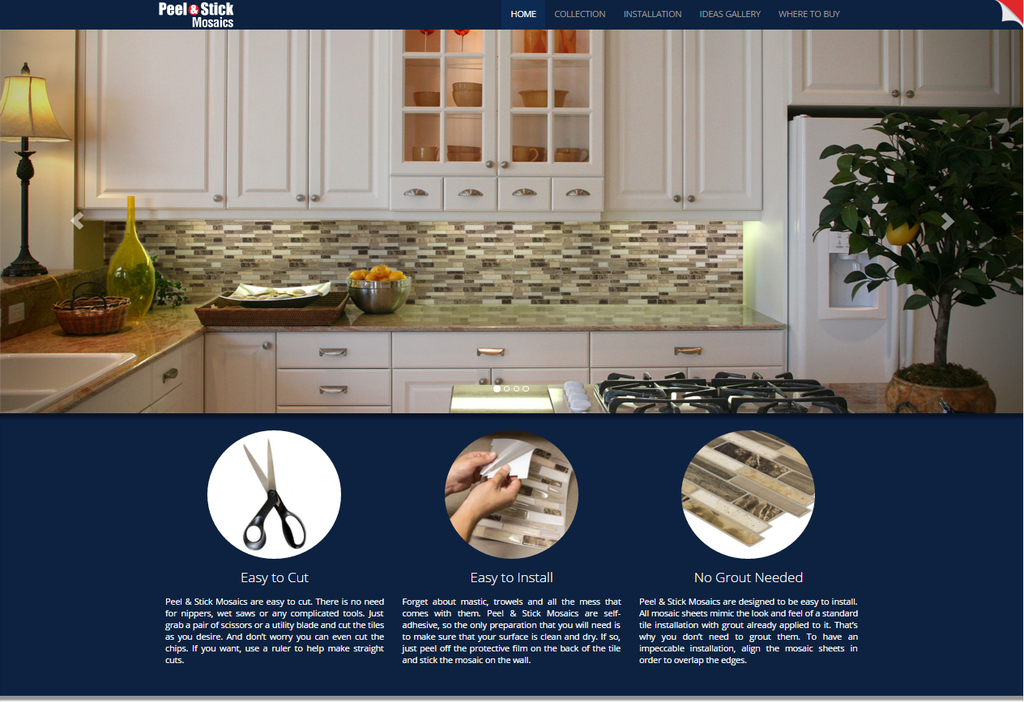 Peel & Stick
Mosaics
HOME COLLECTION INSTALLATION IDEAS GALLERY WHERE TO BUY
Easy to Cut
Peel & Stick Mosaics are easy to cut. There is no need
for nippers, wet saws or any complicated tools. Just
grab a pair of scissors or a utility blade and cut the tiles
as you desire. And don't worry you can even cut the
chips. If you want, use a ruler to help make straight
cuts.
Easy to Install
Forget about mastic, trowels and all the mess that
comes with them. Peel & Stick Mosaics are self-
adhesive, so the only preparation that you will need is
to make sure that your surface is clean and dry. If so,
just peel off the protective film on the back of the tile
and stick the mosaic on the wall.
No Grout Needed
Peel & Stick Mosaics are designed to be easy to install.
All mosaic sheets mimic the look and feel of a standard
tile installation with grout already applied to it. That's
why you don't need to grout them. To have an
impeccable installation, align the mosaic sheets in
order to overlap the edges.